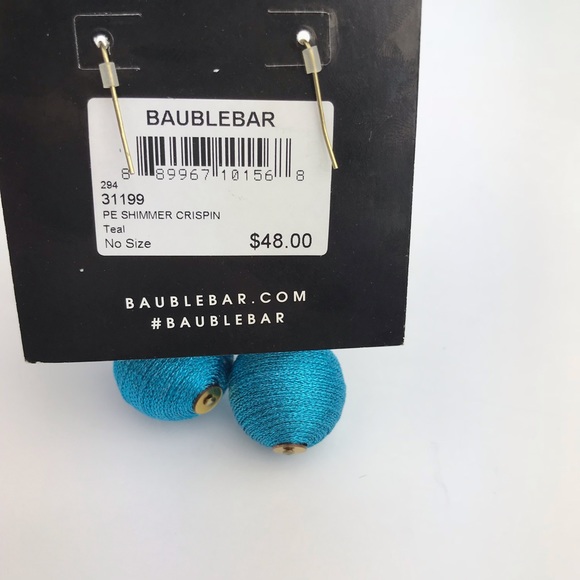 BAUBLEBAR
8 89967 10156 8
294
31199
PE SHIMMER CRISPIN
Teal
No Size $48.00
BAUBLEBAR.COM
#BAUBLEBAR